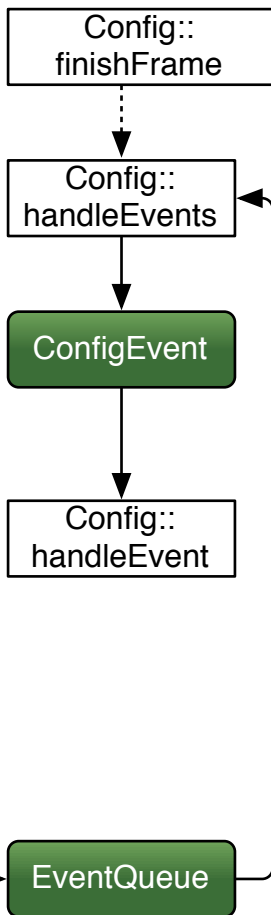 Config::
finishFrame
Config::
handleEvents
ConfigEvent
Config::
handleEvent
EventQueue